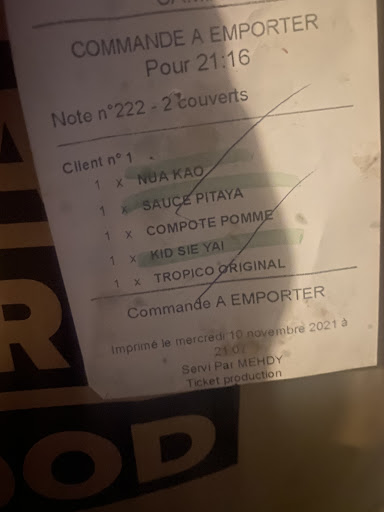 COMMANDE A EMPORTER
Pour 21:16
Note n°222 - 2 couverts
Client n° 1
1 x NUA KAO
1 x SAUCE PITAYA
1 x COMPOTE POMME
1 x KID SIE YAI
1 x TROPICO ORIGINAL
Commande A EMPORTER
Imprimé le mercredi 10 novembre 2021 à
Servi Par MEHDY
Ticket production
R
OOD